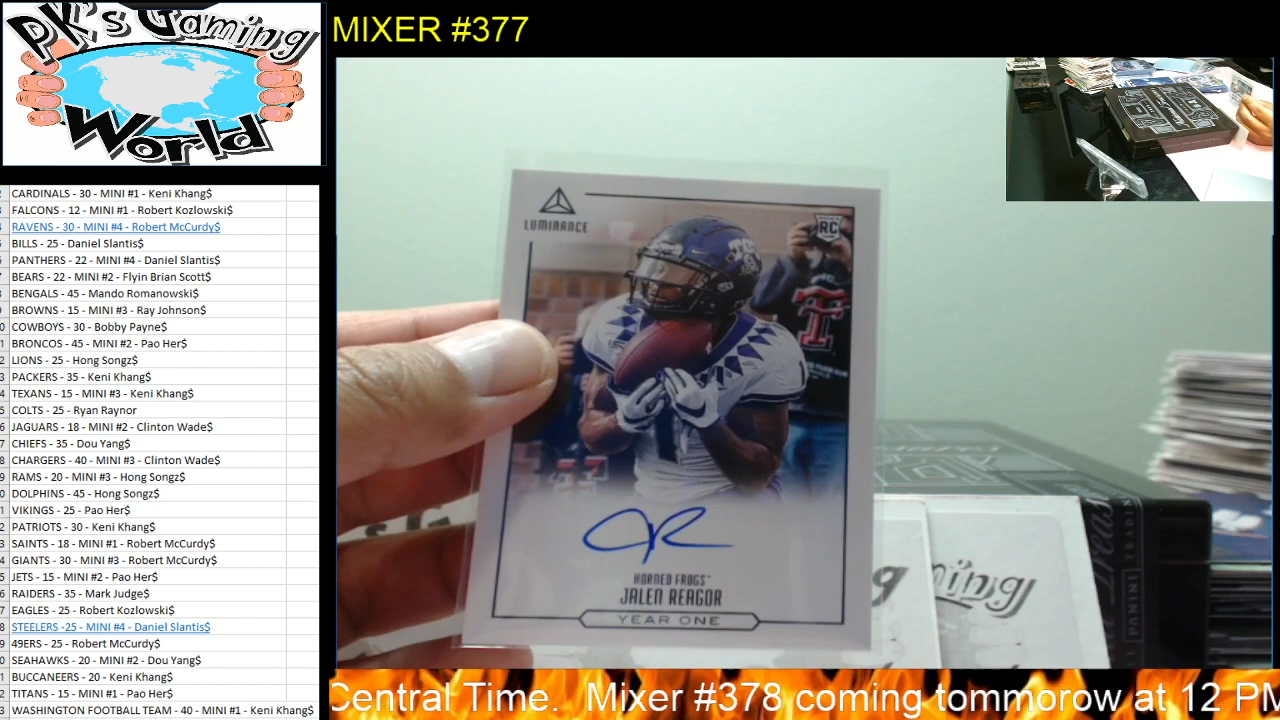 PK's Gaming
World
MIXER #377
CARDINALS - 30 - MINI #1 - Keni Khang$
FALCONS - 12 - MINI #1 - Robert Kozlowski$
RAVENS - 30 - MINI #4 - Robert McCurdy$
BILLS - 25 - Daniel Slantis$
PANTHERS - 22 - MINI #4 - Daniel Slantis$
BEARS - 22 - MINI #2 - Flyin Brian Scott$
BENGALS - 45 - Mando Romanowski$
BROWNS - 15 - MINI #3 - Ray Johnson$
COWBOYS - 30 - Bobby Payne$
BRONCOS - 45 - MINI #2 - Pao Her$
LIONS - 25 - Hong Songz$
PACKERS - 35 - Keni Khang$
TEXANS - 15 - MINI #3 - Keni Khang$
COLTS - 25 - Ryan Raynor
JAGUARS - 18 - MINI #2 - Clinton Wade$
CHIEFS - 35 - Dou Yang$
CHARGERS - 40 - MINI #3 - Clinton Wade$
RAMS - 20 - MINI #3 - Hong Songz$
DOLPHINS - 45 - Hong Songz$
VIKINGS - 25 - Pao Her$
PATRIOTS - 30 - Keni Khang$
SAINTS - 18 - MINI #1 - Robert McCurdy$
GIANTS - 30 - MINI #3 - Robert McCurdy$
JETS - 15 - MINI #2 - Pao Her$
RAIDERS - 35 - Mark Judge$
EAGLES - 25 - Robert Kozlowski$
STEELERS -25 - MINI #4 - Daniel Slantis$
49ERS - 25 - Robert McCurdy$
SEAHAWKS - 20 - MINI #2 - Dou Yang$
BUCCANEERS - 20 - Keni Khang$
TITANS - 15 - MINI #1 - Pao Her$
WASHINGTON FOOTBALL TEAM - 40 - MINI #1 - Keni Khang$
LUMINANCE
RC
TCU
T
JR
HORNED FROGS™
JALEN REAGOR
YEAR ONE
PANINI
Central Time. Mixer #378 coming tommorow at 12 PM